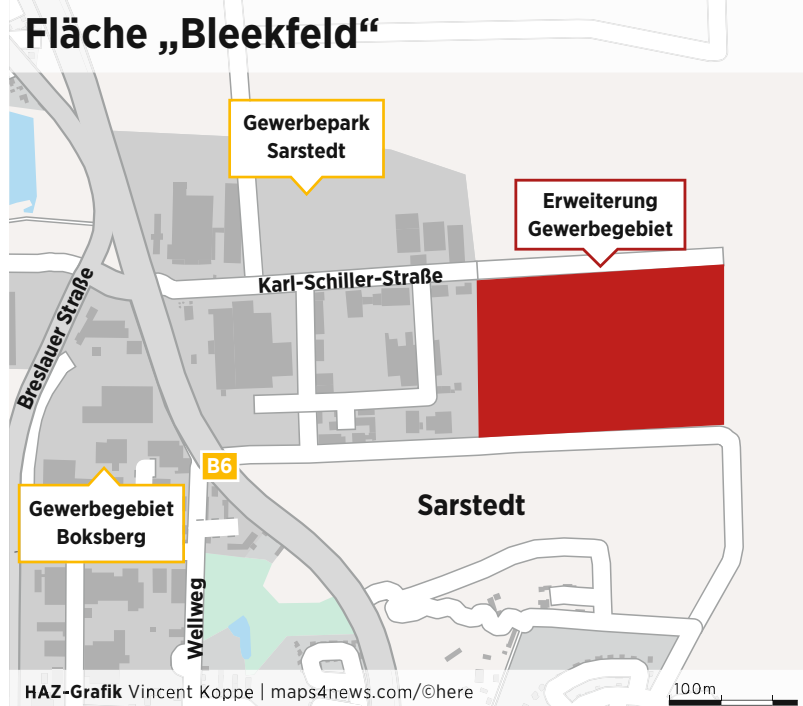 Fläche „Bleekfeld“
Gewerbepark
Sarstedt
Erweiterung
Gewerbegebiet
Karl-Schiller-Straße
Breslauer Straße
B6
Gewerbegebiet
Boksberg
Sarstedt
Wellweg
HAZ-Grafik Vincent Koppe | maps4news.com/©here
100m